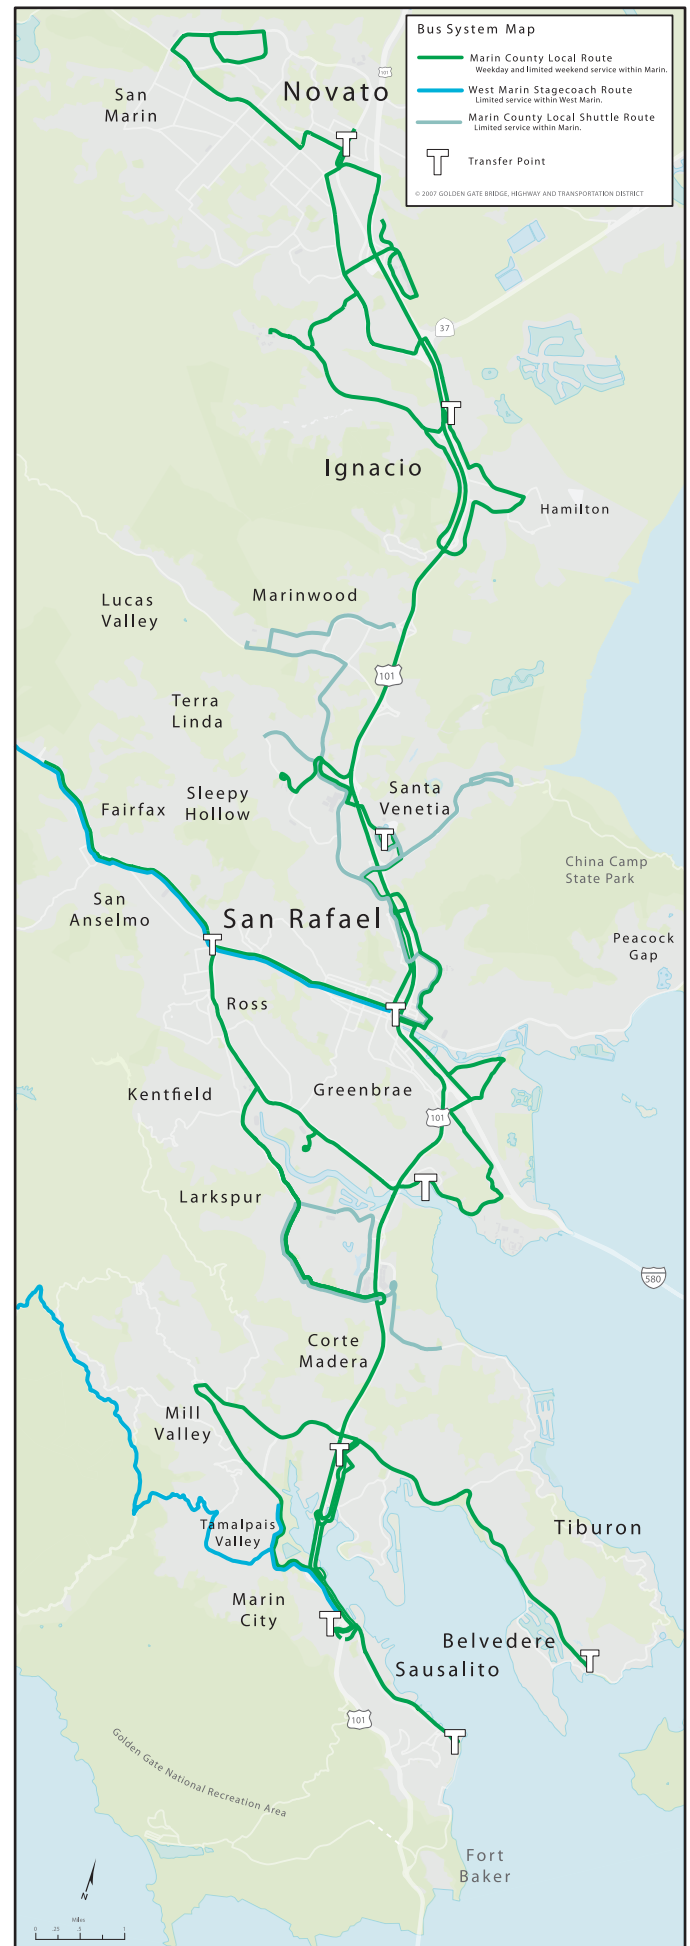 Bus System Map
Marin County Local Route
Weekday and limited weekend service within Marin.
West Marin Stagecoach Route
Limited service within West Marin.
Marin County Local Shuttle Route
Limited service within Marin.
T Transfer Point
© 2007 GOLDEN GATE BRIDGE, HIGHWAY AND TRANSPORTATION DISTRICT
101
Novato
San
Marin
T
37
T
Ignacio
Hamilton
Marinwood
Lucas
Valley
101
Terra
Linda
Santa
Venetia
Sleepy
Hollow
Fairfax
T
China Camp
State Park
San
Anselmo
San Rafael
Peacock
Gap
T
Ross
T
Kentfield
Greenbrae
101
Larkspur
T
580
Corte
Madera
Mill
Valley
T
Tamalpais
Valley
Tiburon
Marin
City
T
Belvedere
Sausalito
T
101
T
Golden Gate National Recreation Area
Fort
Baker
N
Miles
0 .25 .5 1